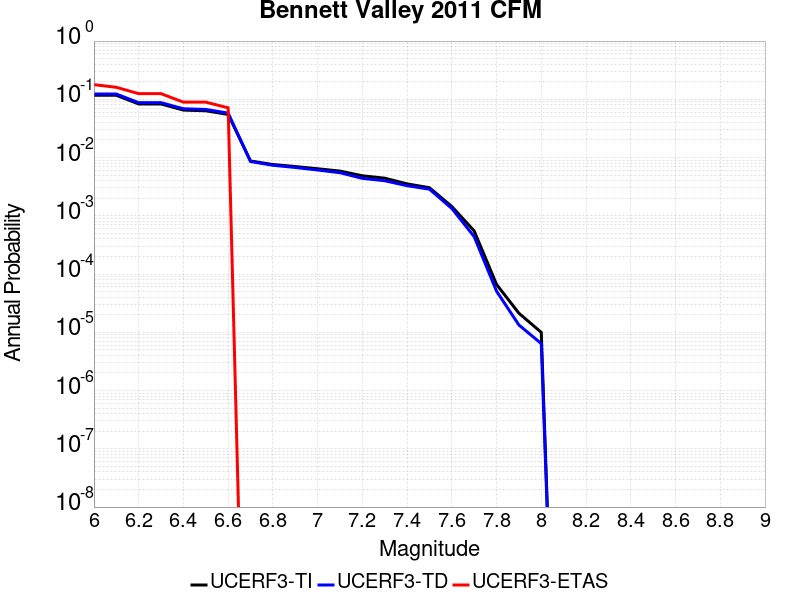 Bennett Valley 2011 CFM
10^0
10^-1
10^-2
10^-3
10^-4
10^-5
10^-6
10^-7
10^-8
Annual Probability
6 6.2 6.4 6.6 6.8 7 7.2 7.4 7.6 7.8 8 8.2 8.4 8.6 8.8 9
Magnitude
UCERF3-TI UCERF3-TD UCERF3-ETAS